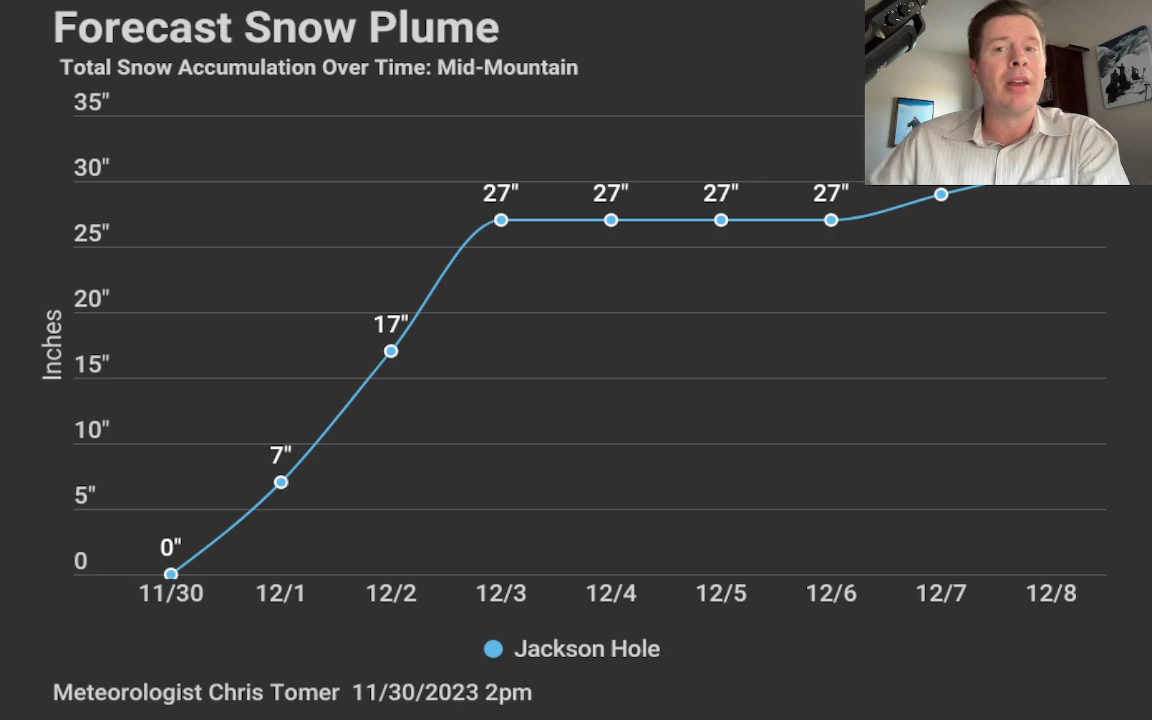 Forecast Snow Plume
Total Snow Accumulation Over Time: Mid-Mountain
35"
30"
27" 27" 27" 27"
25"
20"
17"
15"
10"
7"
5"
0"
0
Inches
11/30 12/1 12/2 12/3 12/4 12/5 12/6 12/7 12/8
Jackson Hole
Meteorologist Chris Tomer 11/30/2023 2pm